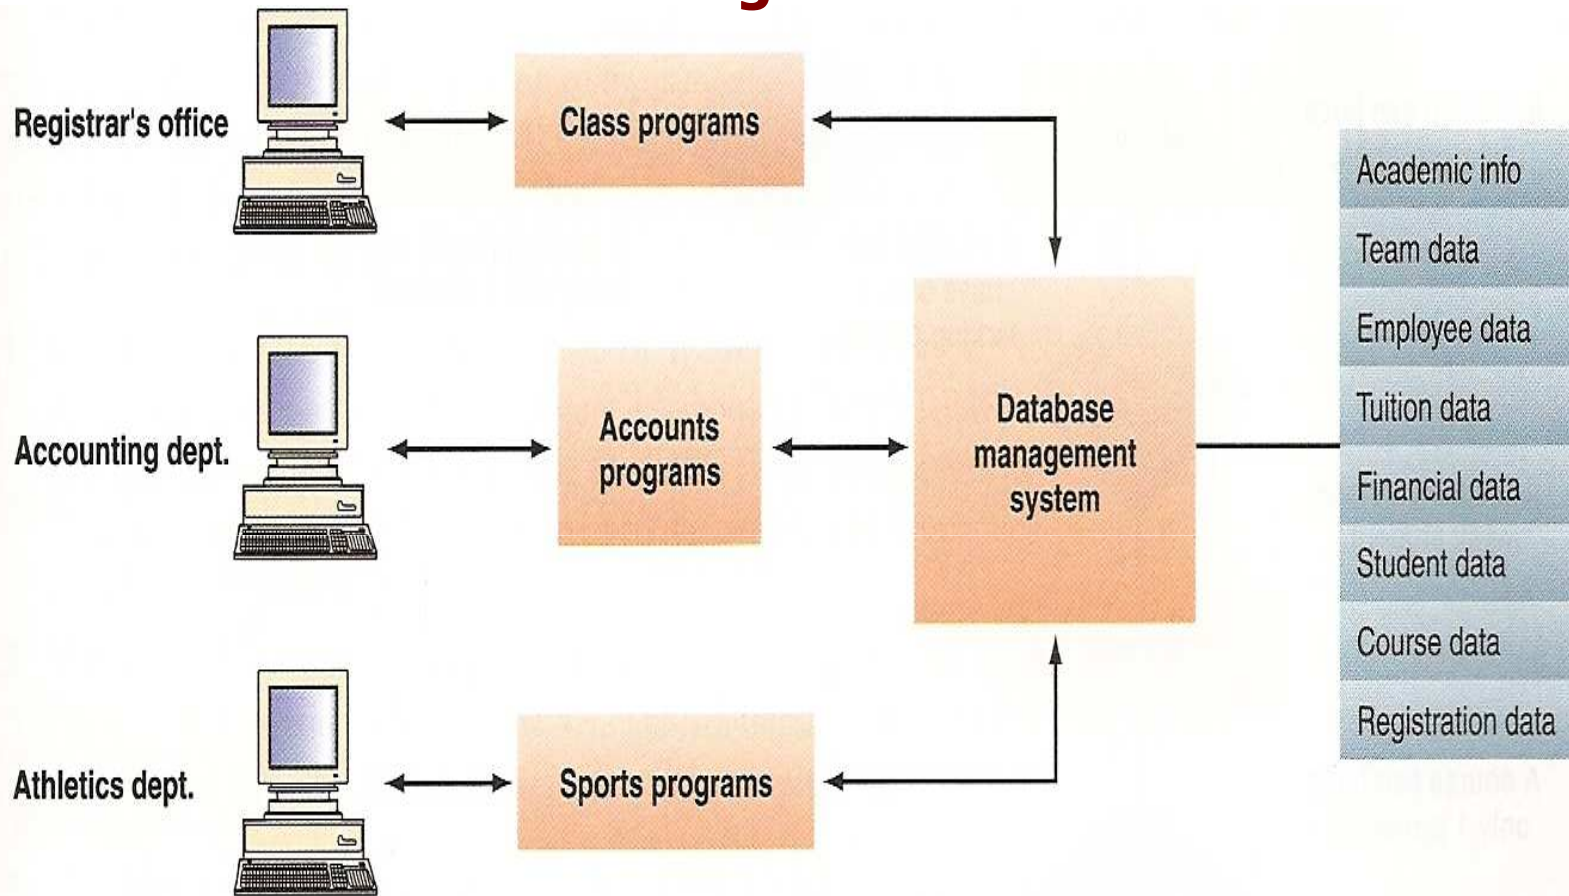 Registrar's office
Class programs
Accounting dept.
Accounts
programs
Athletics dept.
Sports programs
Database
management
system
Academic info
Team data
Employee data
Tuition data
Financial data
Student data
Course data
Registration data